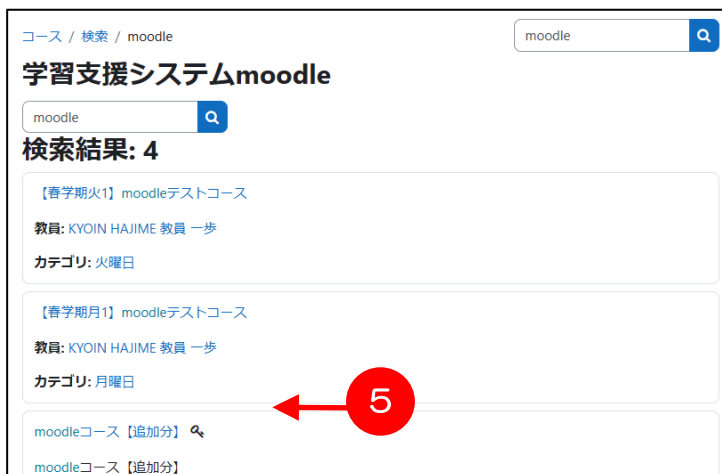 コース / 検索 / moodle
moodle
学習支援システムmoodle
moodle
検索結果: 4
【春学期火1】moodleテストコース
教員: KYOIN HAJIME 教員 一歩
カテゴリ: 火曜日
【春学期月1】moodleテストコース
教員: KYOIN HAJIME 教員 一歩
カテゴリ: 月曜日
5
moodleコース【追加分】
moodleコース【追加分】